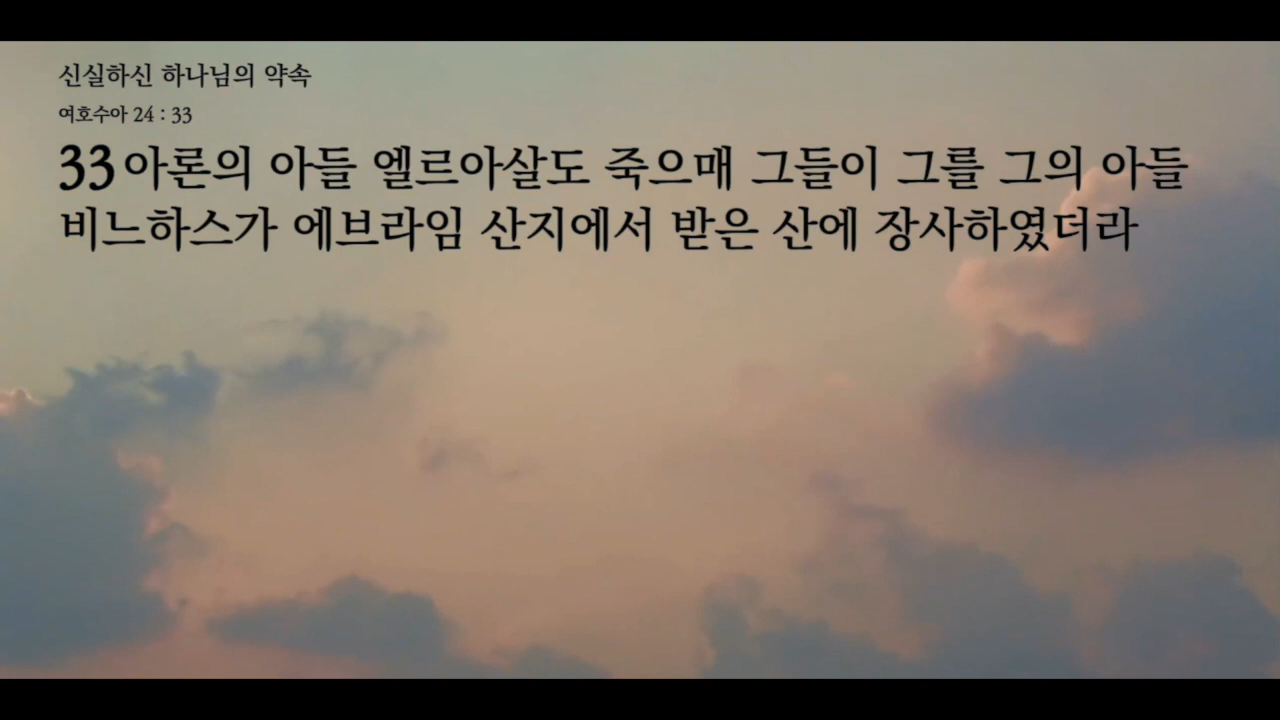 신실하신 하나님의 약속
여호수아 24 : 33
33 아론의 아들 엘르아살도 죽으매 그들이 그를 그의 아들
비느하스가 에브라임 산지에서 받은 산에 장사하였더라